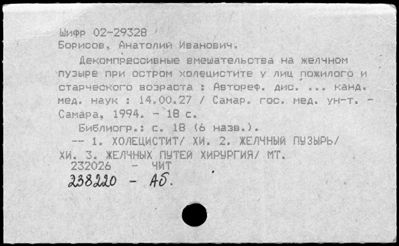 Шифр 02-29328
Борисов, Анатолий Иванович.
Декомпрессивные вмешательства на желчном
пузыре при остром холецистите у лиц пожилого и
старческого возраста : Автореф. дис. ... канд.
мед. наук : 14.00.27 / Самар. гос. мед. ун-т. -
Самара, 1994. - 18 с.
Библиогр.: с. 18 (6 назв.).
-- 1. ХОЛЕЦИСТИТ/ ХИ. 2. ЖЕЛЧНЫЙ ПУЗЫРЬ/
ХИ. 3. ЖЕЛЧНЫХ ПУТЕЙ ХИРУРГИЯ/ МТ.
232026 - ЧИТ
238220 - Аб.